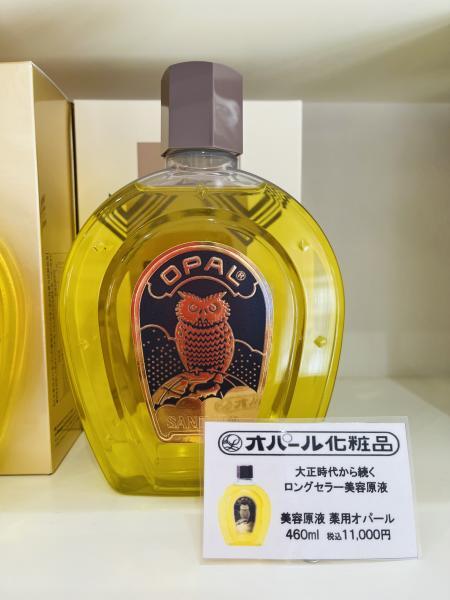 OPAL®
オパール化粧品
大正時代から続く
ロングセラー美容原液
美容原液 薬用オパール
460ml 税込11,000円